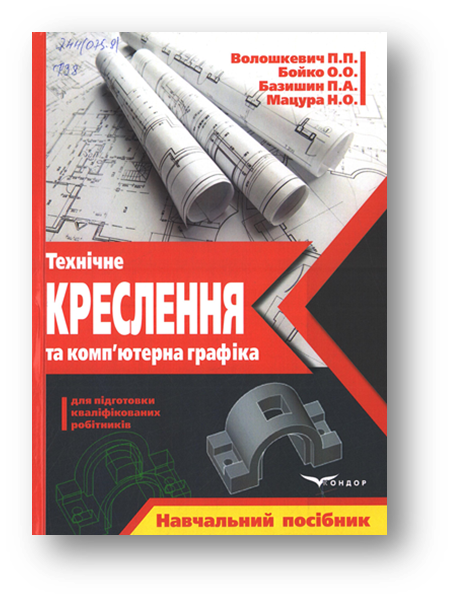 Волошкевич П.П.
Бойко О.О.
Базишин П.А.
Мацура Н.О.
Технічне
КРЕСЛЕННЯ
та комп'ютерна графіка
для підготовки
кваліфікованих
робітників
КОНДОР
Навчальний посібник